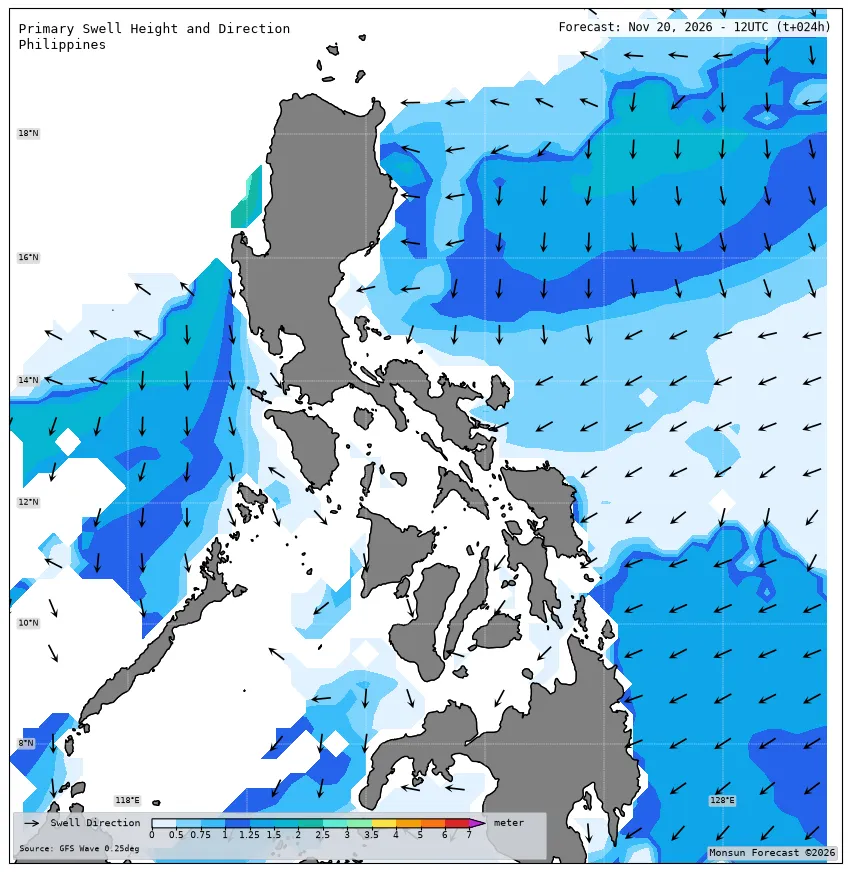 Primary Swell Height and Direction
Philippines
Forecast: Nov 20, 2026 - 12UTC (t+024h)
18°N
16°N
14°N
12°N
10°N
8°N
118°E
128°E
Swell Direction
0 0.5 0.75 1 1.25 1.5 2 2.5 3 3.5 4 5 6 7
meter
Source: GFS Wave 0.25deg
Monsun Forecast ©2026